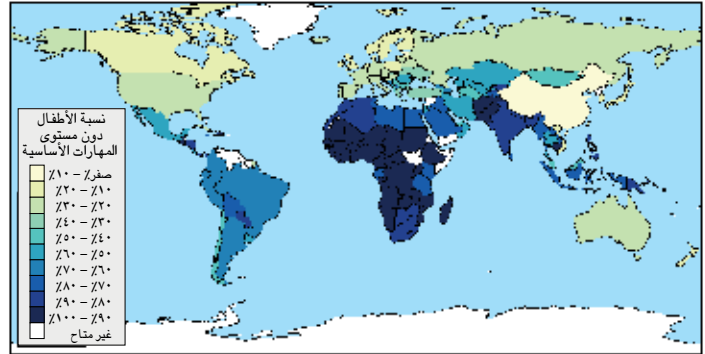 نسبة الأطفال
دون مستوى
المهارات الأساسية
صفر٪ – ١٠٪
١٠٪ – ٢٠٪
٢٠٪ – ٣٠٪
٣٠٪ – ٤٠٪
٤٠٪ – ٥٠٪
٥٠٪ – ٦٠٪
٦٠٪ – ٧٠٪
٧٠٪ – ٨٠٪
٨٠٪ – ٩٠٪
٩٠٪ – ١٠٠٪
غير متاح